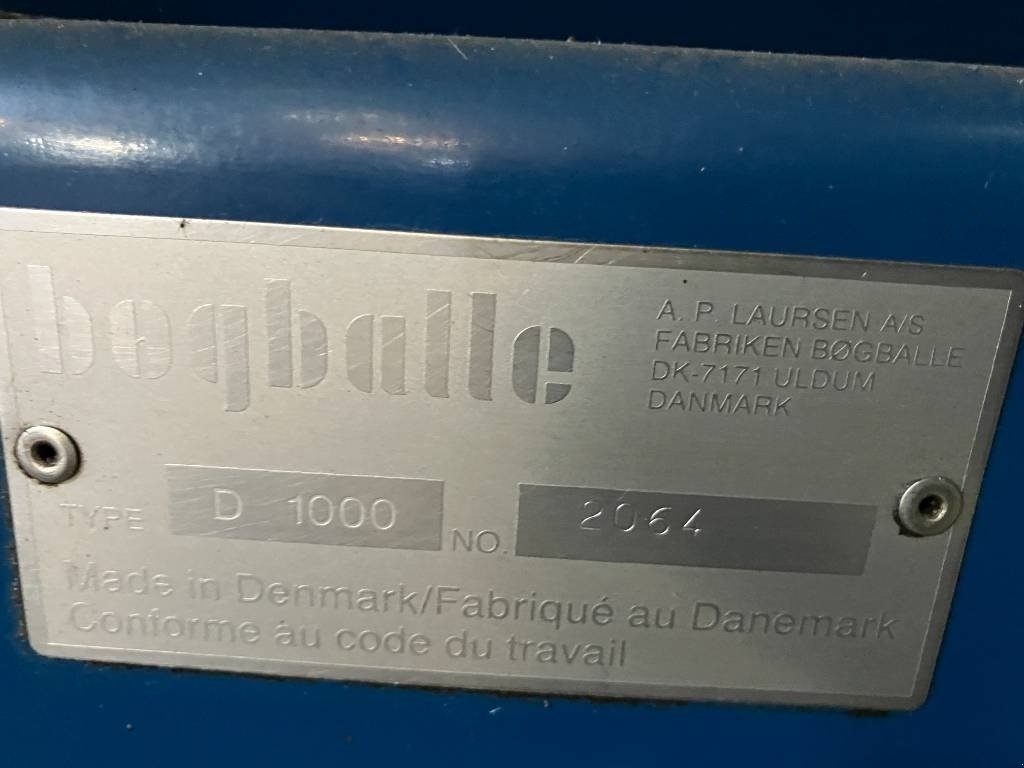 bogballe
A. P. LAURSEN A/S
FABRIKEN BØGBALLE
DK-7171 ULDUM
DANMARK
TYPE D 1000 NO. 2064
Made in Denmark/Fabriqué au Danemark
Conforme au code du travail